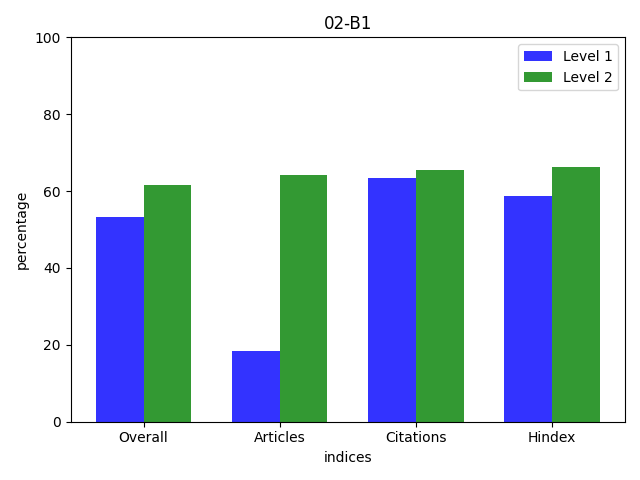 02-B1
100
80
60
40
20
0
percentage
Level 1
Level 2
Overall Articles Citations Hindex
indices